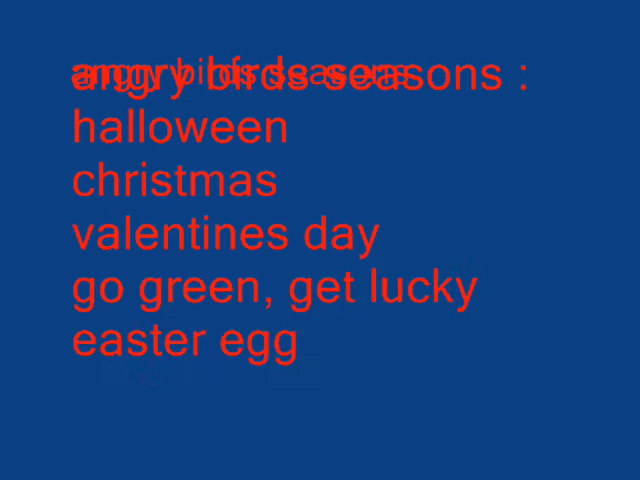 angry birds seasons :
halloween
christmas
valentines day
go green, get lucky
easter egg